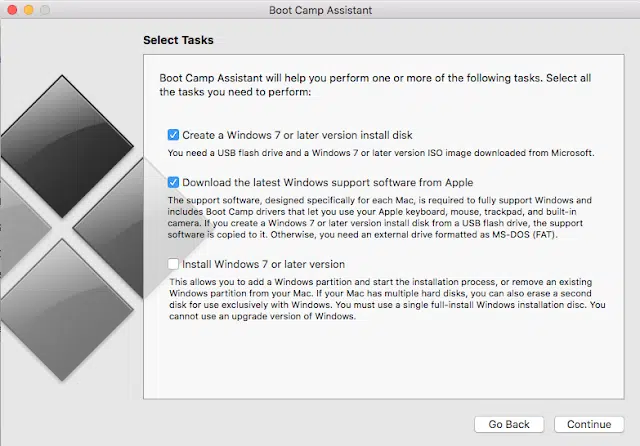 Boot Camp Assistant
Select Tasks
Boot Camp Assistant will help you perform one or more of the following tasks. Select all
the tasks you need to perform:
Create a Windows 7 or later version install disk
You need a USB flash drive and a Windows 7 or later version ISO image downloaded from Microsoft.
Download the latest Windows support software from Apple
The support software, designed specifically for each Mac, is required to fully support Windows and
includes Boot Camp drivers that let you use your Apple keyboard, mouse, trackpad, and built-in
camera. If you create a Windows 7 or later version install disk from a USB flash drive, the support
software is copied to it. Otherwise, you need an external drive formatted as MS-DOS (FAT).
Install Windows 7 or later version
This allows you to add a Windows partition and start the installation process, or remove an existing
Windows partition from your Mac. If your Mac has multiple hard disks, you can also erase a second
disk for use exclusively with Windows. You must use a single full-install Windows installation disc. You
cannot use an upgrade version of Windows.
Go Back
Continue